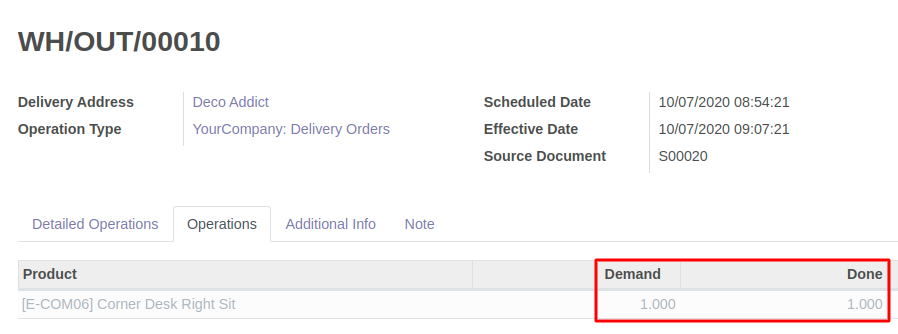 WH/OUT/00010
Delivery Address Deco Addict
Operation Type YourCompany: Delivery Orders
Scheduled Date 10/07/2020 08:54:21
Effective Date 10/07/2020 09:07:21
Source Document S00020
Detailed Operations Operations Additional Info Note
Product Demand Done
[E-COM06] Corner Desk Right Sit 1.000 1.000